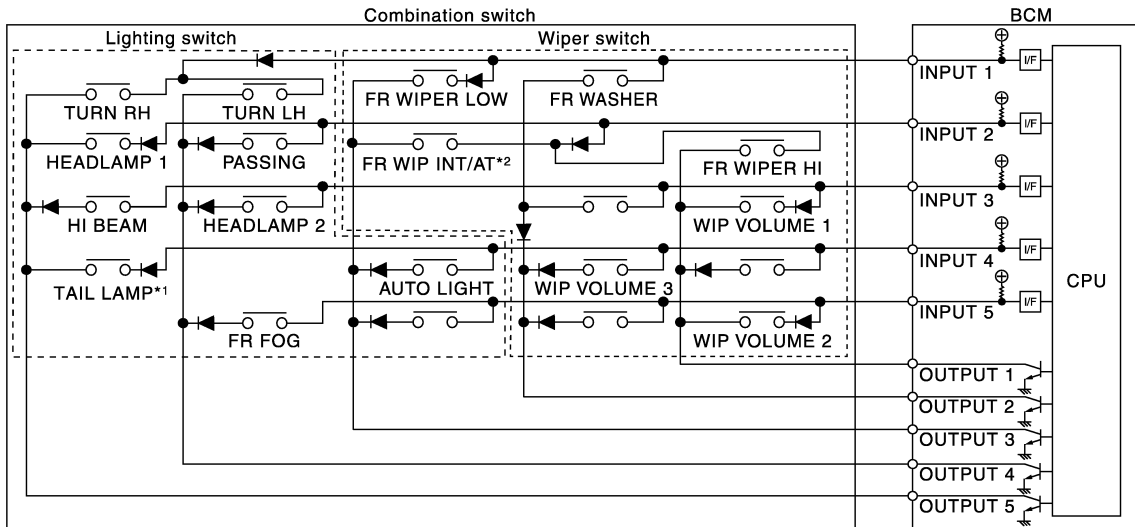 Combination switch
BCM
Lighting switch
Wiper switch
INPUT 1
I/F
TURN RH
TURN LH
FR WIPER LOW
FR WASHER
INPUT 2
I/F
HEADLAMP 1
PASSING
FR WIP INT/AT*2
FR WIPER HI
INPUT 3
I/F
HI BEAM
HEADLAMP 2
WIP VOLUME 1
INPUT 4
I/F
CPU
TAIL LAMP*1
AUTO LIGHT
WIP VOLUME 3
INPUT 5
I/F
FR FOG
WIP VOLUME 2
OUTPUT 1
OUTPUT 2
OUTPUT 3
OUTPUT 4
OUTPUT 5